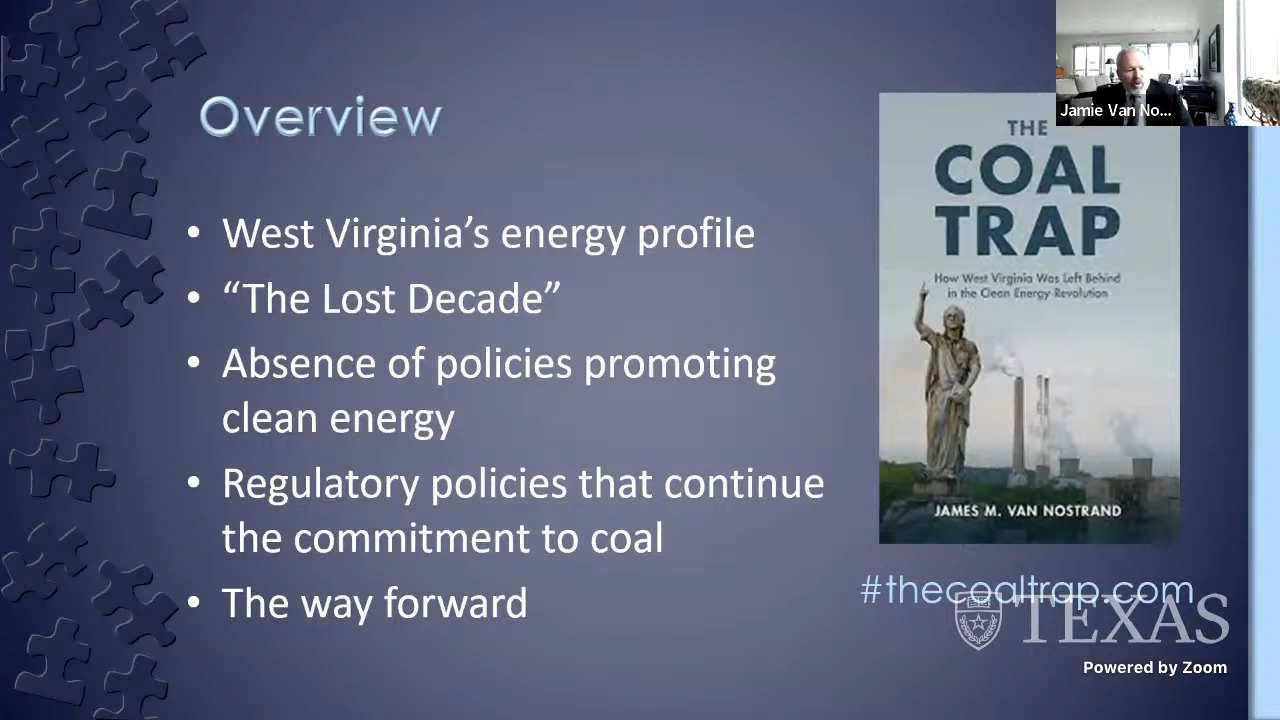 Overview
• West Virginia’s energy profile
• “The Lost Decade”
• Absence of policies promoting
clean energy
• Regulatory policies that continue
the commitment to coal
• The way forward
Jamie Van No...
THE
COAL
TRAP
How West Virginia Was Left Behind
in the Clean Energy Revolution
JAMES M. VAN NOSTRAND
#thecoaltrap.com
TEXAS
Powered by Zoom